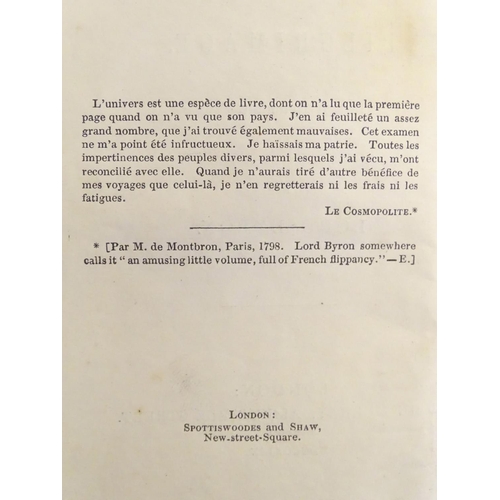 L'univers est une espèce de livre, dont on n'a lu que la première
page quand on n'a vu que son pays. J'en ai feuilleté un assez
grand nombre, que j'ai trouvé également mauvaises. Cet examen
ne m'a point été infructueux. Je haïssais ma patrie. Toutes les
impertinences des peuples divers, parmi lesquels j'ai vécu, m'ont
reconcilié avec elle. Quand je n'aurais tiré d'autre bénéfice de
mes voyages que celui-là, je n'en regretterais ni les frais ni les
fatigues.
LE COSMOPOLITE.*
* [Par M. de Montbron, Paris, 1798. Lord Byron somewhere
calls it "an amusing little volume, full of French flippancy."—E.]
LONDON:
SPOTTISWOODES and SHAW,
New-street-Square.